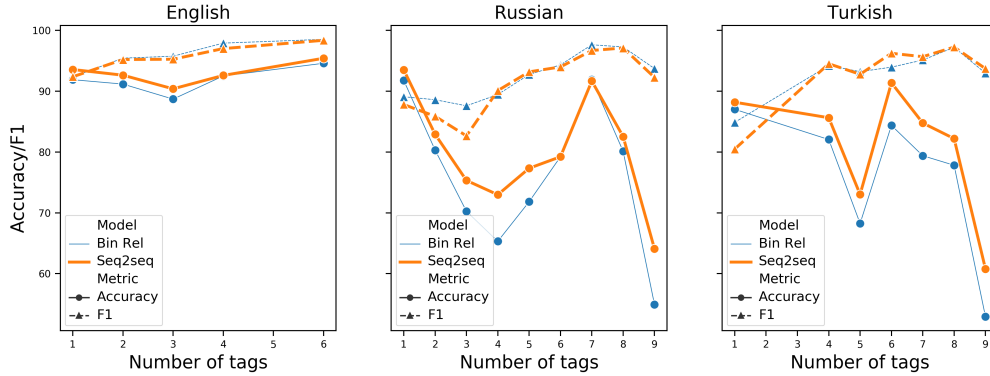 English
Russian
Turkish
Accuracy/F1
100
90
80
70
60
Model
Bin Rel
Seq2seq
Metric
Accuracy
F1
1 2 3 4 5 6
Number of tags
Model
Bin Rel
Seq2seq
Metric
Accuracy
F1
1 2 3 4 5 6 7 8 9
Number of tags
Model
Bin Rel
Seq2seq
Metric
Accuracy
F1
1 2 3 4 5 6 7 8 9
Number of tags